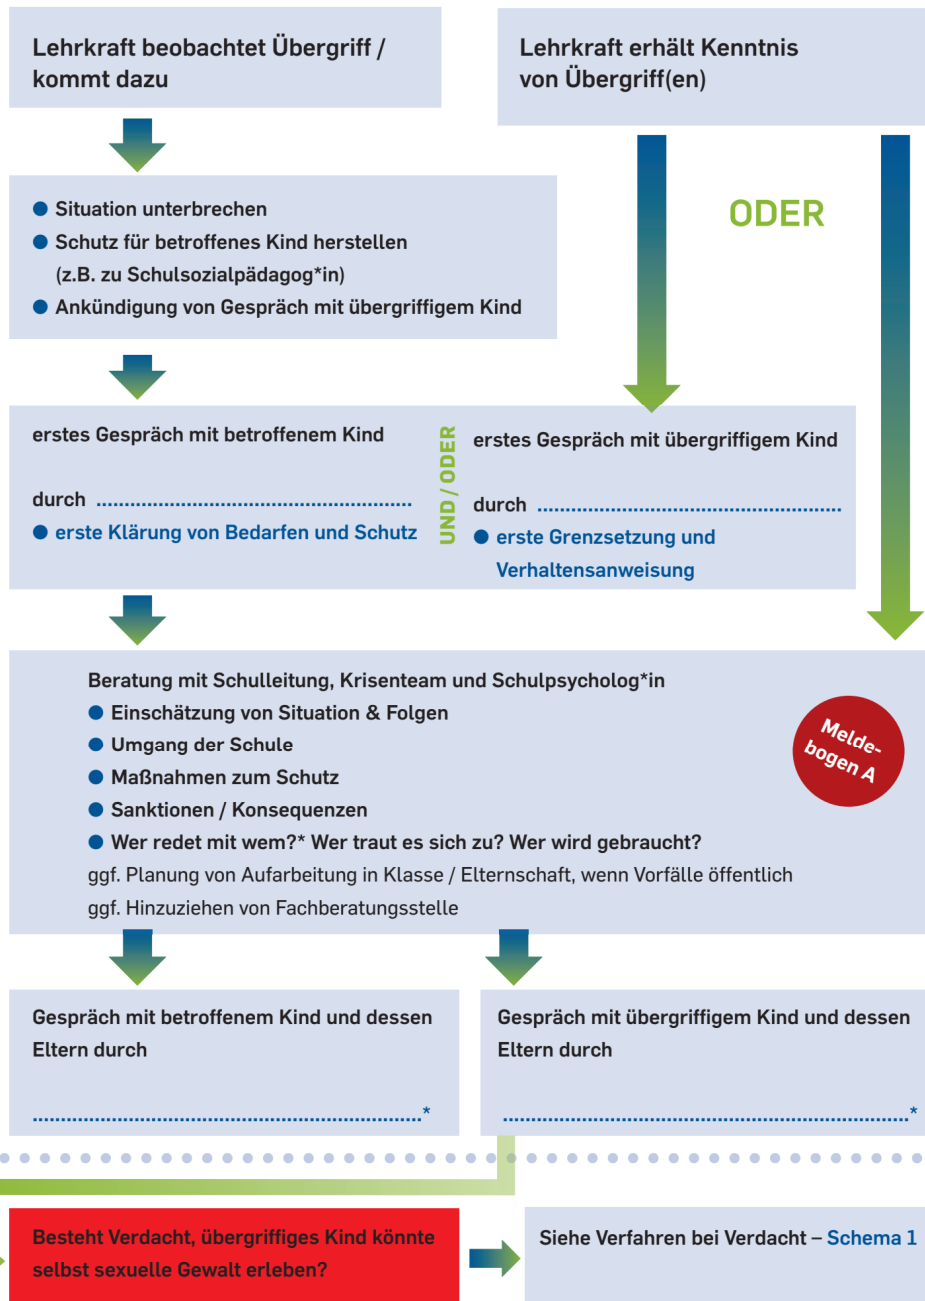 Lehrkraft beobachtet Übergriff /
kommt dazu
Lehrkraft erhält Kenntnis
von Übergriff(en)
ODER
● Situation unterbrechen
● Schutz für betroffenes Kind herstellen
(z.B. zu Schulsozialpädagog*in)
● Ankündigung von Gespräch mit übergriffigem Kind
erstes Gespräch mit betroffenem Kind
durch ........................................................
● erste Klärung von Bedarfen und Schutz
UND / ODER
erstes Gespräch mit übergriffigem Kind
durch ......................................................
● erste Grenzsetzung und
Verhaltensanweisung
Beratung mit Schulleitung, Krisenteam und Schulpsycholog*in
● Einschätzung von Situation & Folgen
● Umgang der Schule
● Maßnahmen zum Schutz
● Sanktionen / Konsequenzen
● Wer redet mit wem?* Wer traut es sich zu? Wer wird gebraucht?
ggf. Planung von Aufarbeitung in Klasse / Elternschaft, wenn Vorfälle öffentlich
ggf. Hinzuziehen von Fachberatungsstelle
Melde-
bogen A
Gespräch mit betroffenem Kind und dessen
Eltern durch
......................................................................*
Gespräch mit übergriffigem Kind und dessen
Eltern durch
.........................................................................*
Besteht Verdacht, übergriffiges Kind könnte
selbst sexuelle Gewalt erleben?
Siehe Verfahren bei Verdacht – Schema 1